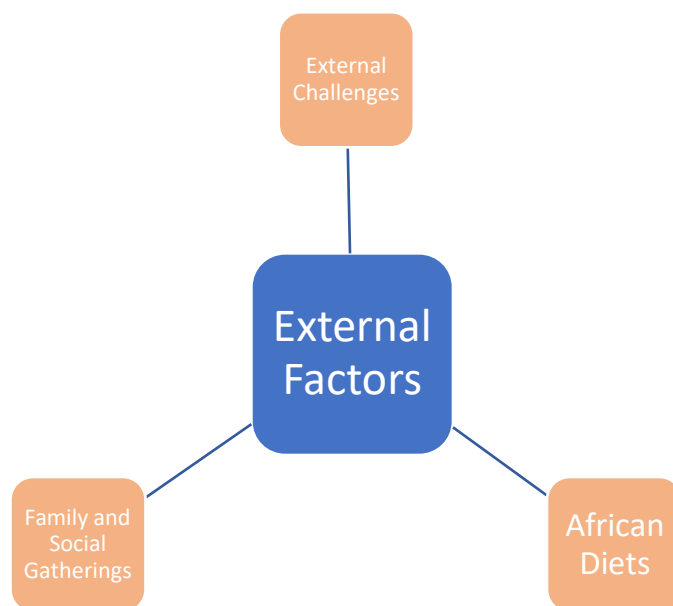 External
Challenges
External
Factors
Family and
Social
Gatherings
African
Diets